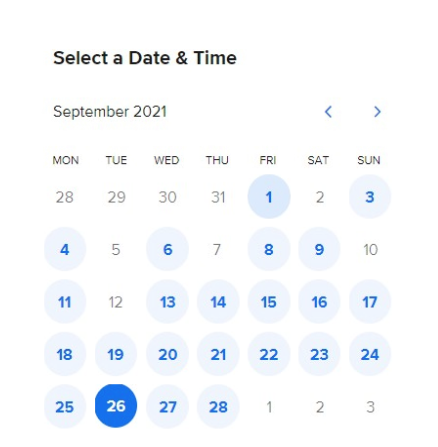 Select a Date & Time
September 2021
MON TUE WED THU FRI SAT SUN
28 29 30 31 1 2 3
4 5 6 7 8 9 10
11 12 13 14 15 16 17
18 19 20 21 22 23 24
25 26 27 28 1 2 3